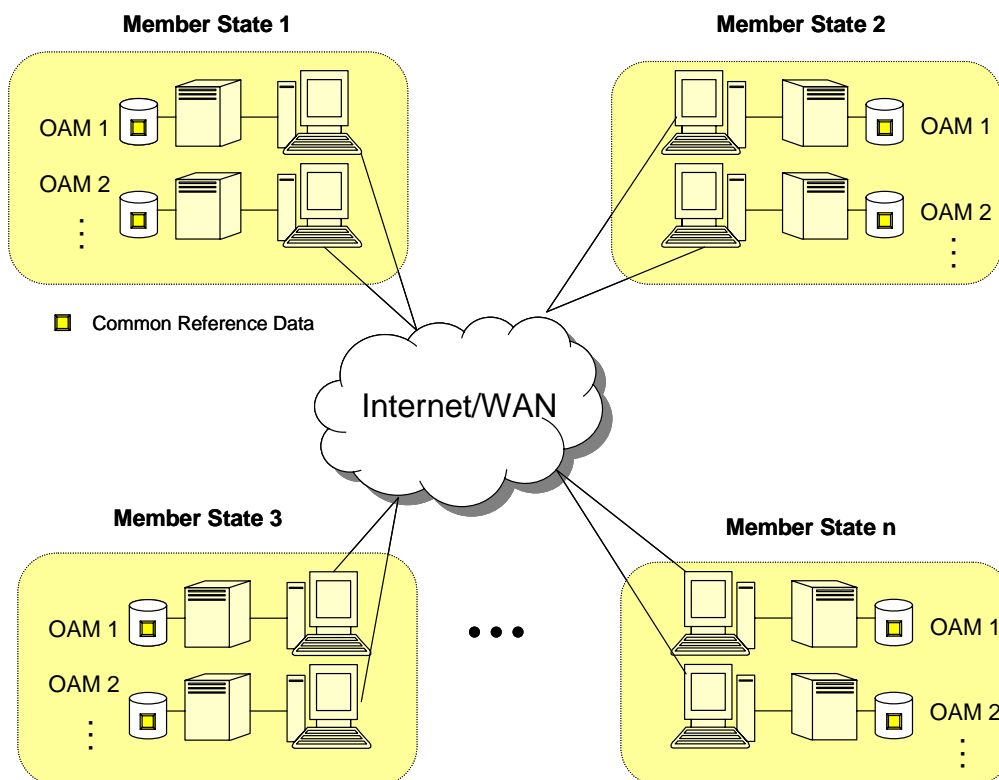 Member State 1
Member State 2
OAM 1
OAM 2
OAM 1
OAM 2
Common Reference Data
Internet/WAN
Member State 3
Member State n
OAM 1
OAM 2
OAM 1
OAM 2